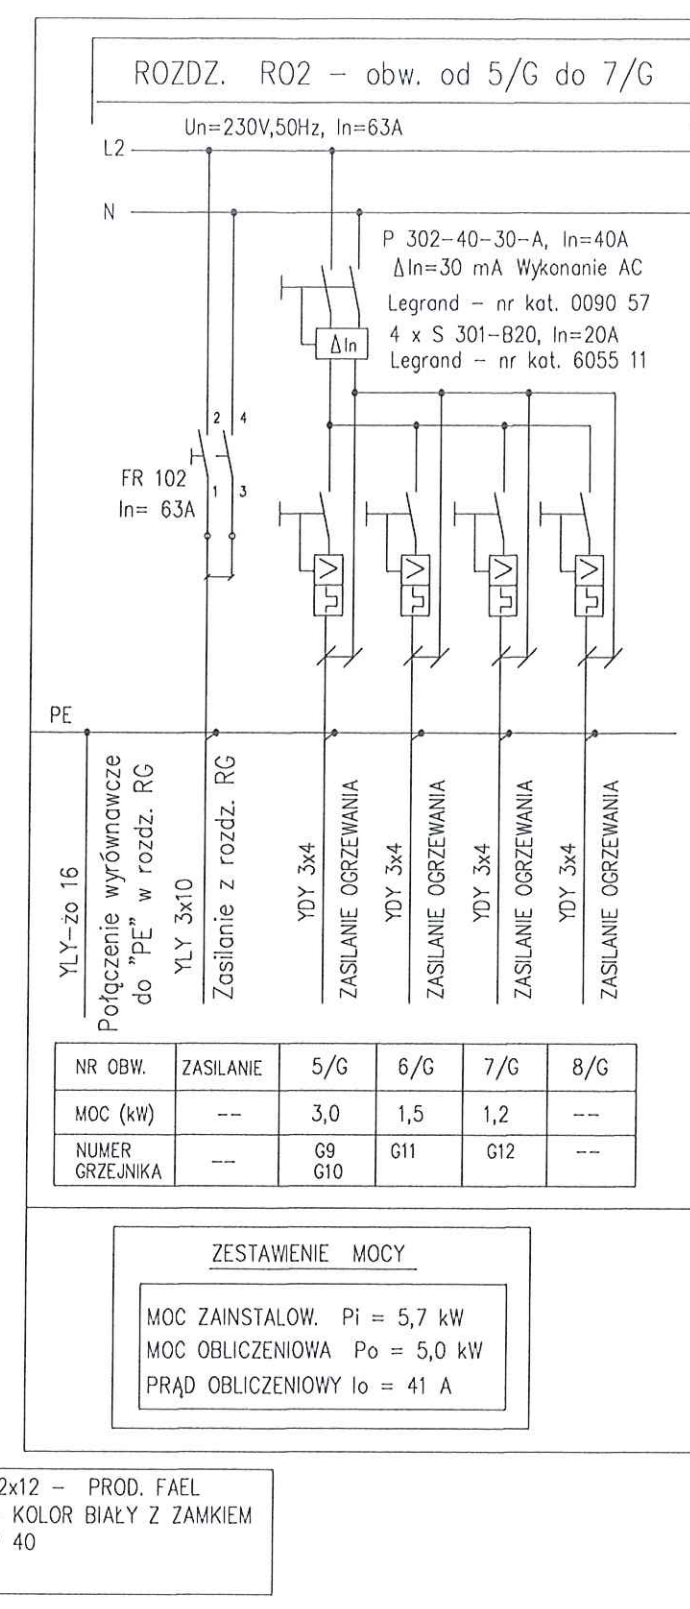 ROZDZ. RO2 – obw. od 5/G do 7/G
Un=230V,50Hz, In=63A
L2
N
P 302-40-30-A, In=40A
ΔIn=30 mA Wykonanie AC
Legrand – nr kat. 0090 57
4 x S 301-B20, In=20A
Legrand – nr kat. 6055 11
ΔIn
2 4
FR 102
In= 63A
1 3
PE
YLY-żo 16
Połączenie wyrównawcze
do "PE" w rozdz. RG
YLY 3x10
Zasilanie z rozdz. RG
YDY 3x4
ZASILANIE OGRZEWANIA
YDY 3x4
ZASILANIE OGRZEWANIA
YDY 3x4
ZASILANIE OGRZEWANIA
YDY 3x4
ZASILANIE OGRZEWANIA
NR OBW. ZASILANIE 5/G 6/G 7/G 8/G
MOC (kW) -- 3,0 1,5 1,2 --
NUMER
GRZEJNIKA -- G9 G11 G12 --
G10
ZESTAWIENIE MOCY
MOC ZAINSTALOW. Pi = 5,7 kW
MOC OBLICZENIOWA Po = 5,0 kW
PRĄD OBLICZENIOWY Io = 41 A
2x12 – PROD. FAEL
KOLOR BIAŁY Z ZAMKIEM
40